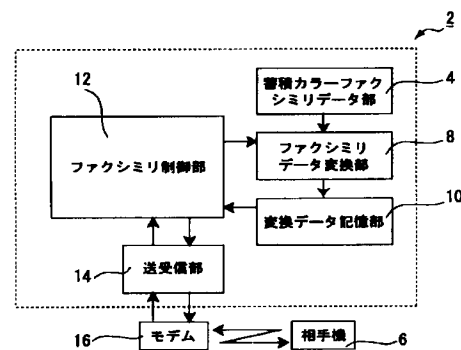 2
12
蓄積カラーファク
シミリデータ部
4
ファクシミリ制御部
ファクシミリ
データ変換部
8
変換データ記憶部
10
14
送受信部
16
モデム
相手機
6